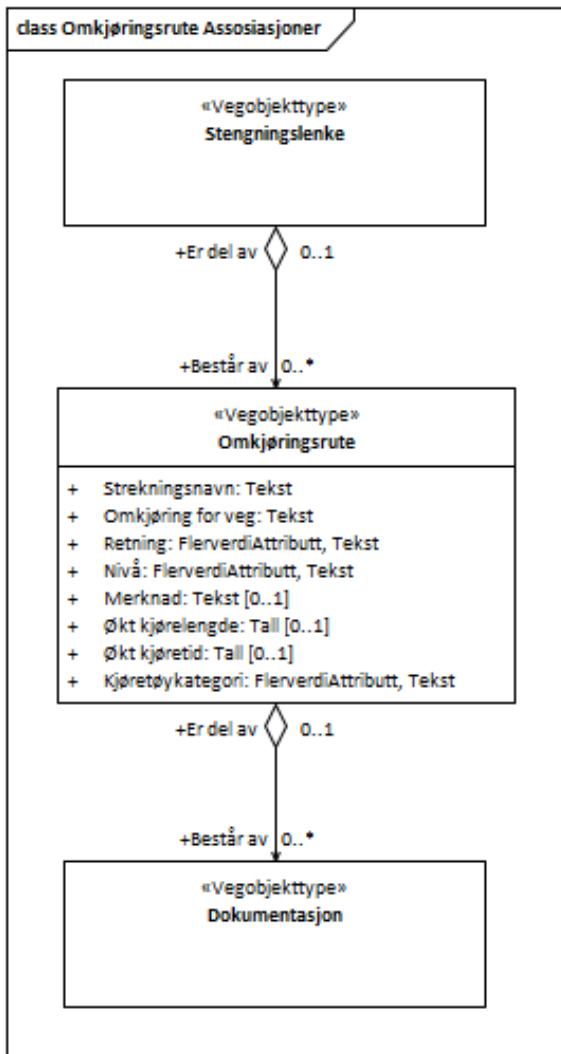 class Omkjøringsrute Assosiasjoner
«Vegobjekttype»
Stengningslenke
+Er del av 0..1
+Består av 0..*
«Vegobjekttype»
Omkjøringsrute
+ Strekningsnavn: Tekst
+ Omkjøring for veg: Tekst
+ Retning: FlerverdiAttributt, Tekst
+ Nivå: FlerverdiAttributt, Tekst
+ Merknad: Tekst [0..1]
+ Økt kjørelengde: Tall [0..1]
+ Økt kjøretid: Tall [0..1]
+ Kjøretøykategori: FlerverdiAttributt, Tekst
+Er del av 0..1
+Består av 0..*
«Vegobjekttype»
Dokumentasjon